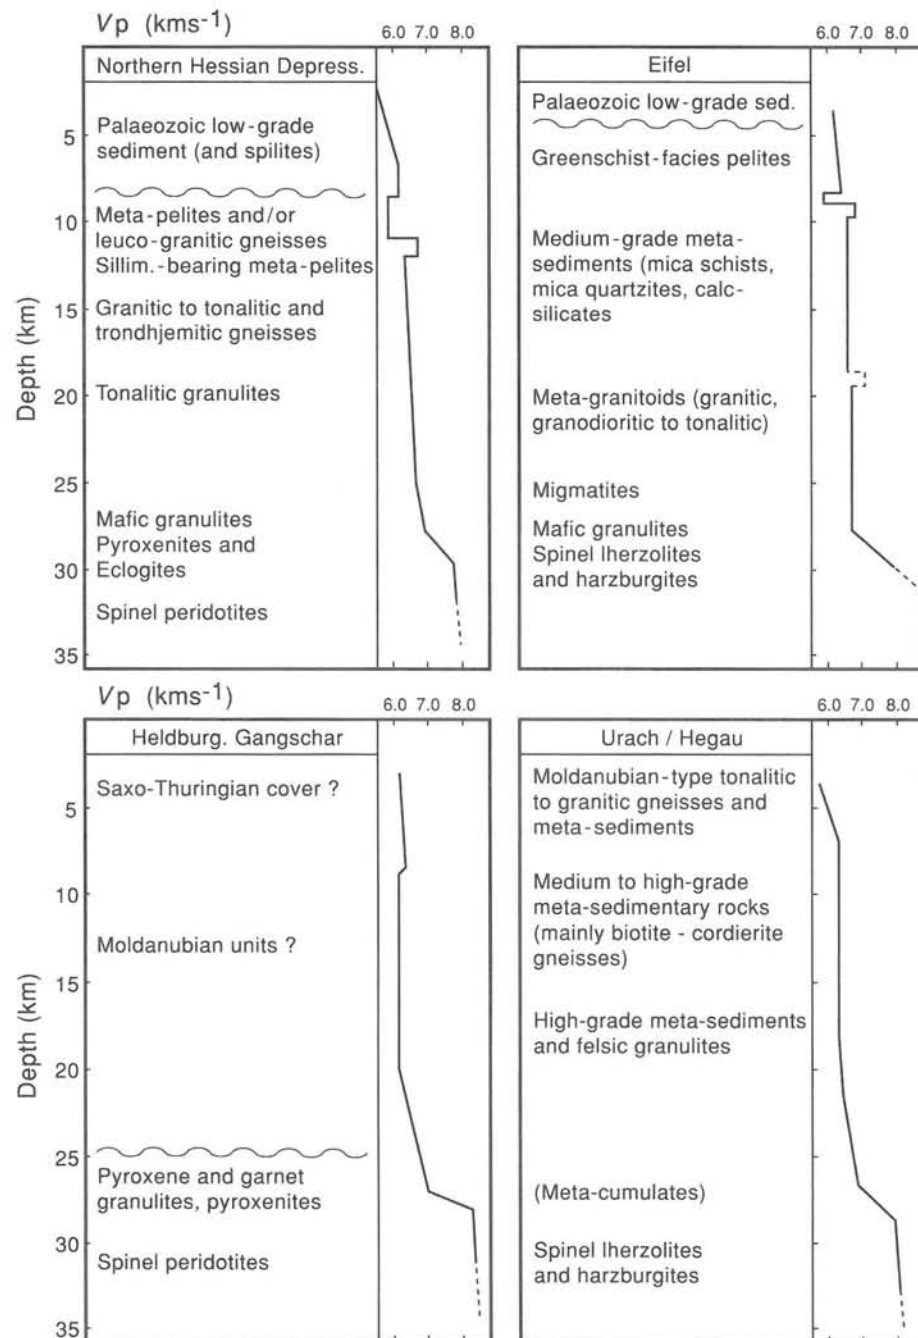 Vp (kms-1)
6.0 7.0 8.0
6.0 7.0 8.0
Northern Hessian Depress.
Palaeozoic low-grade
sediment (and spilites)
Meta-pelites and/or
leuco-granitic gneisses
Sillim.-bearing meta-pelites
Granitic to tonalitic and
trondhjemitic gneisses
Tonalitic granulites
Mafic granulites
Pyroxenites and
Eclogites
Spinel peridotites
Depth (km)
5
10
15
20
25
30
35
Eifel
Palaeozoic low-grade sed.
Greenschist-facies pelites
Medium-grade meta-
sediments (mica schists,
mica quartzites, calc-
silicates
Meta-granitoids (granitic,
granodioritic to tonalitic)
Migmatites
Mafic granulites
Spinel lherzolites
and harzburgites
Vp (kms-1)
6.0 7.0 8.0
6.0 7.0 8.0
Heldburg. Gangschar
Saxo-Thuringian cover ?
Moldanubian units ?
Pyroxene and garnet
granulites, pyroxenites
Spinel peridotites
Depth (km)
5
10
15
20
25
30
35
Urach / Hegau
Moldanubian-type tonalitic
to granitic gneisses and
meta-sediments
Medium to high-grade
meta-sedimentary rocks
(mainly biotite - cordierite
gneisses)
High-grade meta-sediments
and felsic granulites
(Meta-cumulates)
Spinel lherzolites
and harzburgites